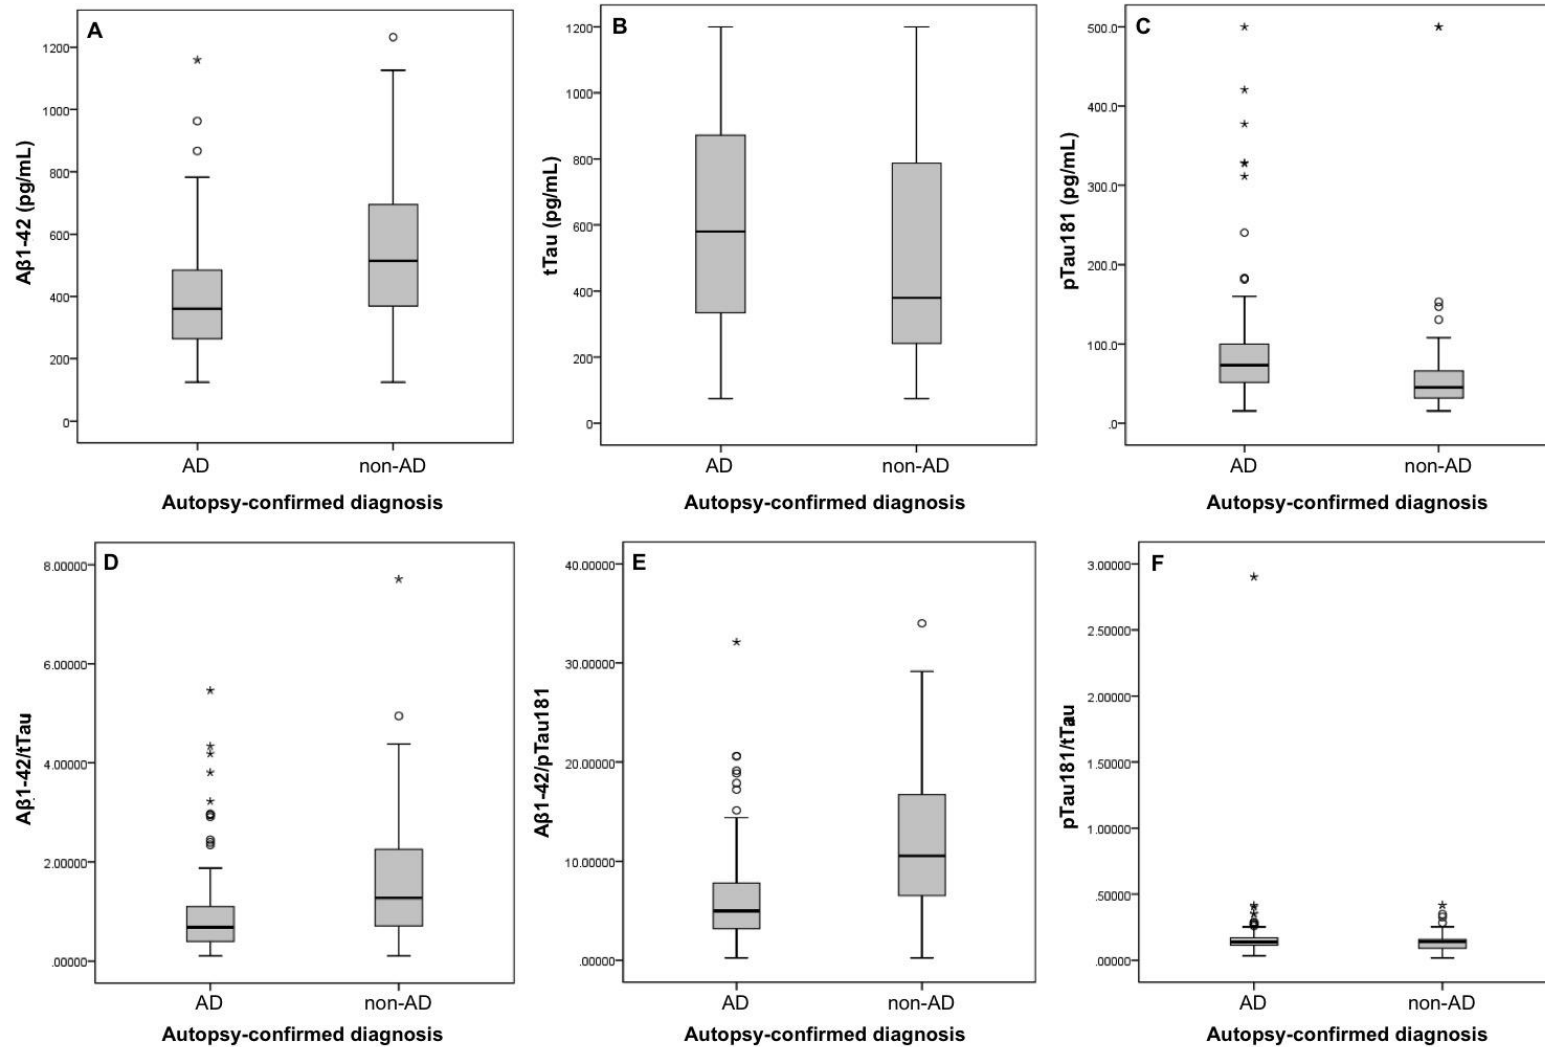 A
Aβ1-42 (pg/mL)
1200
1000
800
600
400
200
0
AD
non-AD
Autopsy-confirmed diagnosis
B
tTau (pg/mL)
1200
1000
800
600
400
200
0
AD
non-AD
Autopsy-confirmed diagnosis
C
pTau181 (pg/mL)
500.0
400.0
300.0
200.0
100.0
.0
AD
non-AD
Autopsy-confirmed diagnosis
D
Aβ1-42/tTau
8.00000
6.00000
4.00000
2.00000
.00000
AD
non-AD
Autopsy-confirmed diagnosis
E
Aβ1-42/pTau181
40.00000
30.00000
20.00000
10.00000
.00000
AD
non-AD
Autopsy-confirmed diagnosis
F
pTau181/tTau
3.00000
2.50000
2.00000
1.50000
1.00000
.50000
.00000
AD
non-AD
Autopsy-confirmed diagnosis